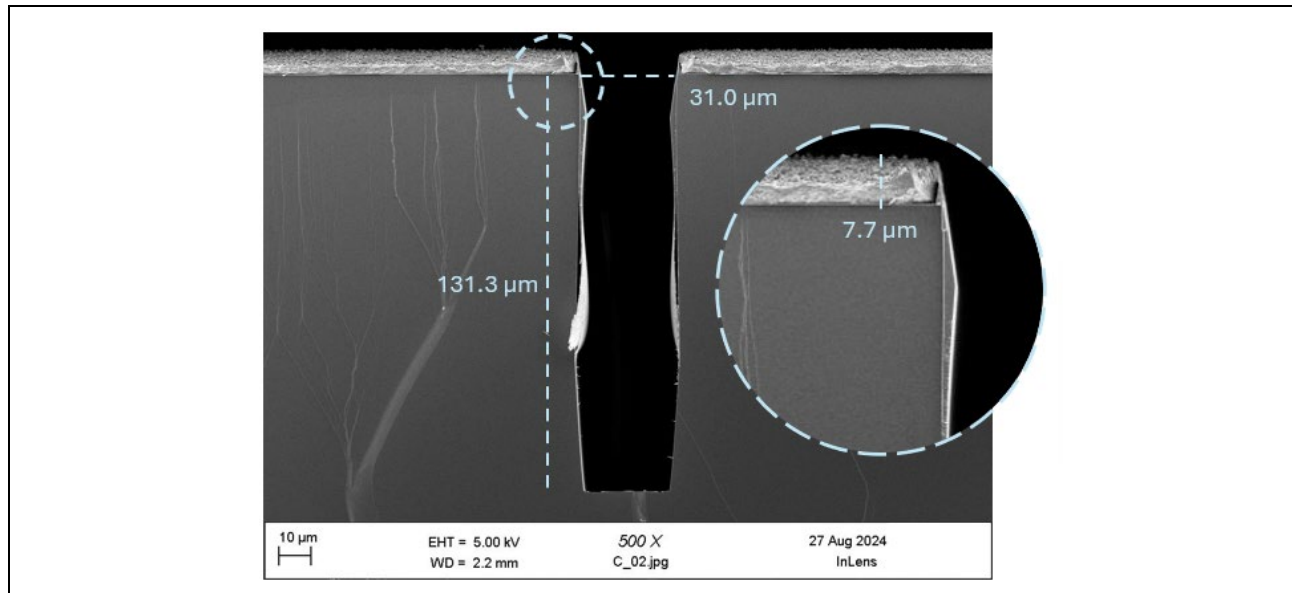 31.0 µm
7.7 µm
131.3 µm
10 µm
EHT = 5.00 kV
WD = 2.2 mm
500 X
C_02.jpg
27 Aug 2024
InLens